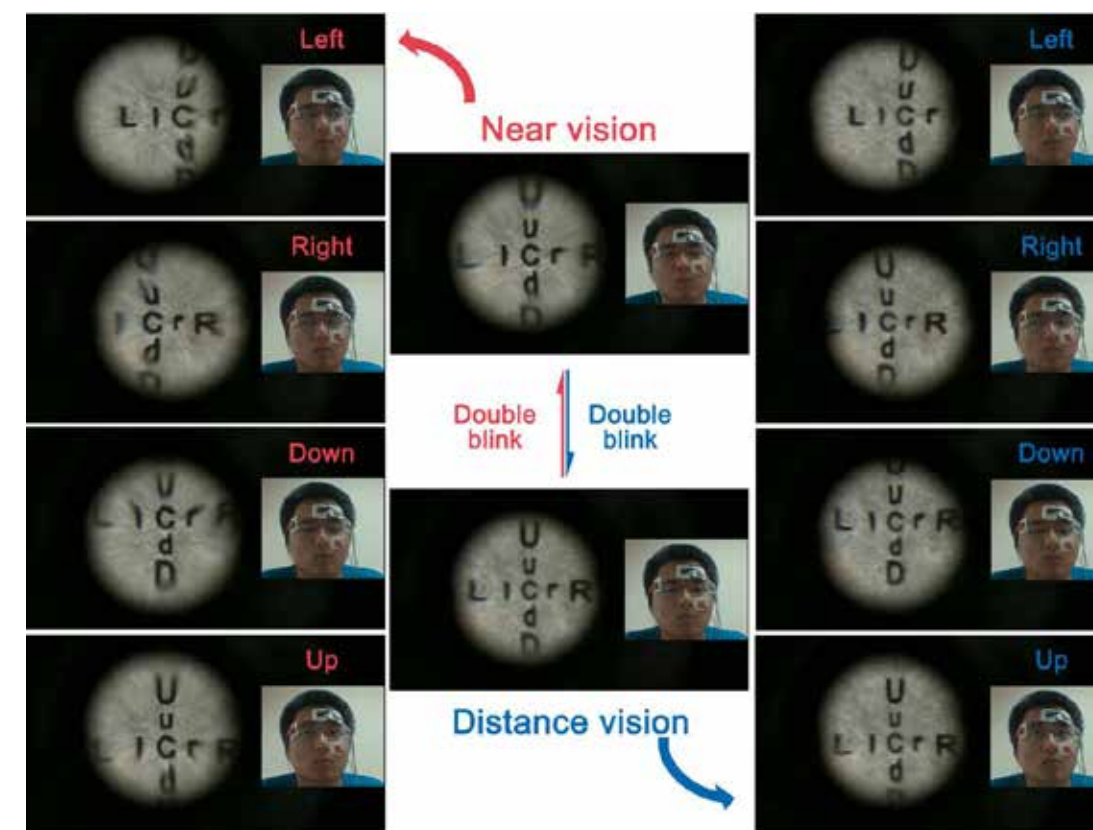 Left
U
u
L l C r
d
D
Right
U
u
l C r R
d
D
Down
U
u
L l C r R
d
D
Up
U
u
L l C r R
d
Near vision
U
u
L l C r R
d
D
Double blink
Double blink
U
u
L l C r R
d
D
Distance vision
Left
U
u
L l C r
d
D
Right
U
u
L l C r R
d
D
Down
U
u
L l C r R
d
D
Up
U
u
L l C r R
d
D